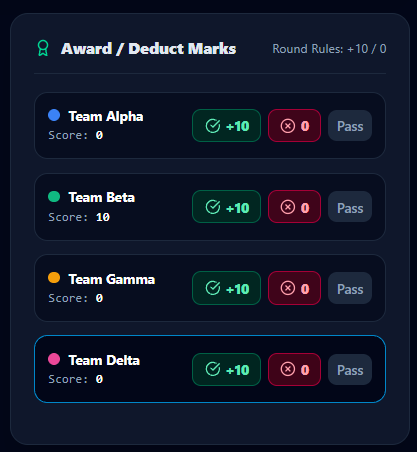 Award / Deduct Marks
Round Rules: +10 / 0
Team Alpha
Score: 0
+10
0
Pass
Team Beta
Score: 10
+10
0
Pass
Team Gamma
Score: 0
+10
0
Pass
Team Delta
Score: 0
+10
0
Pass